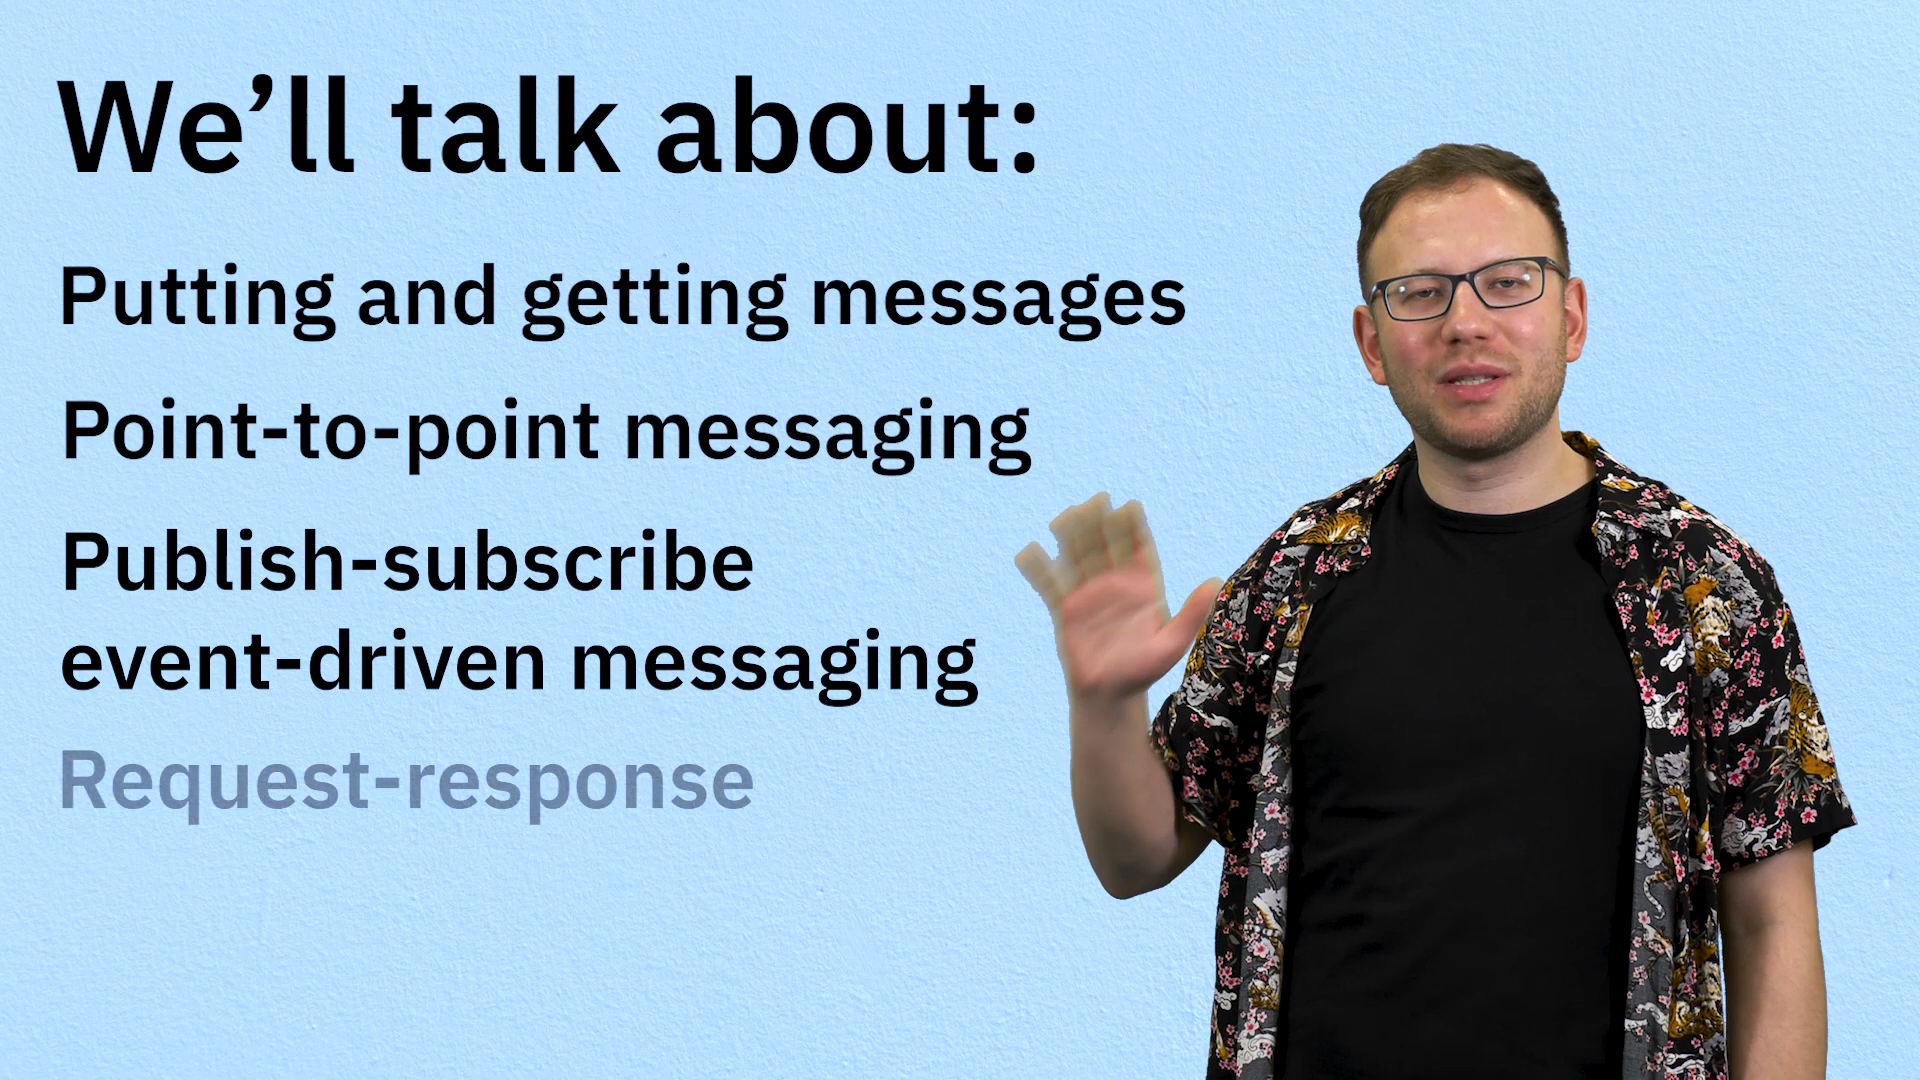 We’ll talk about:
Putting and getting messages
Point-to-point messaging
Publish-subscribe
event-driven messaging
Request-response